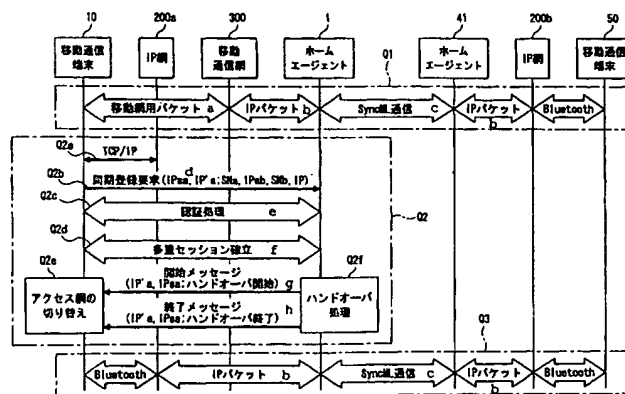 10 200a 300 1 41 200b 50
移動通信端末 IP網 移動通信網 ホームエージェント ホームエージェント IP網 移動通信端末
Q1
移動網用パケット a IPパケット b SyncML通信 c IPパケット b Bluetooth
Q2a TCP/IP
Q2b d
同期登録要求(IPsa, IP'a;SNa, IPab, SNb, IP)
Q2
Q2c 認証処理 e
Q2d 多重セッション確立 f
Q2e Q2f
開始メッセージ g
(IP'a, IPsa:ハンドオーバ開始)
アクセス網の切り替え
ハンドオーバ処理
終了メッセージ h
(IP'a, IPsa:ハンドオーバ終了)
Q3
Bluetooth IPパケット b SyncML通信 c IPパケット b Bluetooth